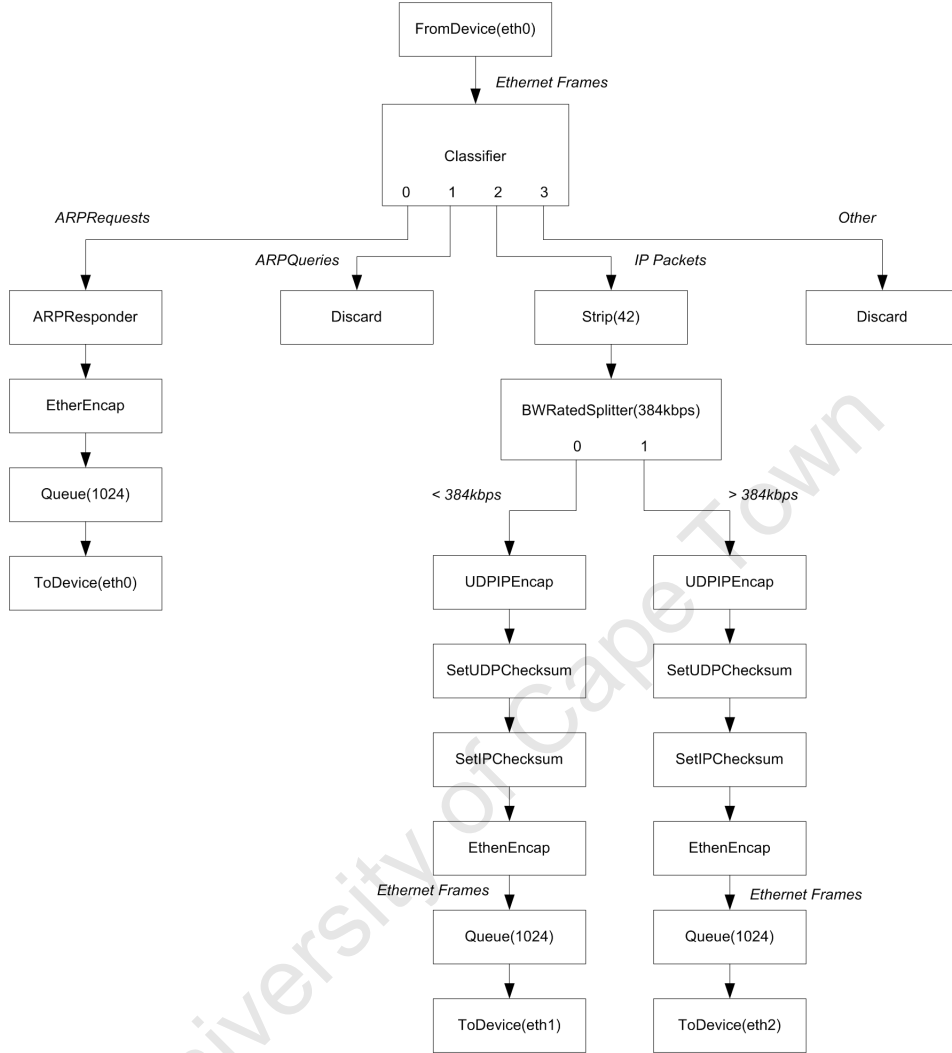 FromDevice(eth0)
Ethernet Frames
Classifier
0 1 2 3
ARPRequests
Other
ARPQueries
IP Packets
ARPResponder
Discard
Strip(42)
Discard
EtherEncap
BWRatedSplitter(384kbps)
0 1
Queue(1024)
< 384kbps
> 384kbps
ToDevice(eth0)
UDPIPEncap
UDPIPEncap
SetUDPChecksum
SetUDPChecksum
SetIPChecksum
SetIPChecksum
EthenEncap
EthenEncap
Ethernet Frames
Ethernet Frames
Queue(1024)
Queue(1024)
ToDevice(eth1)
ToDevice(eth2)
iversity of Cape Town